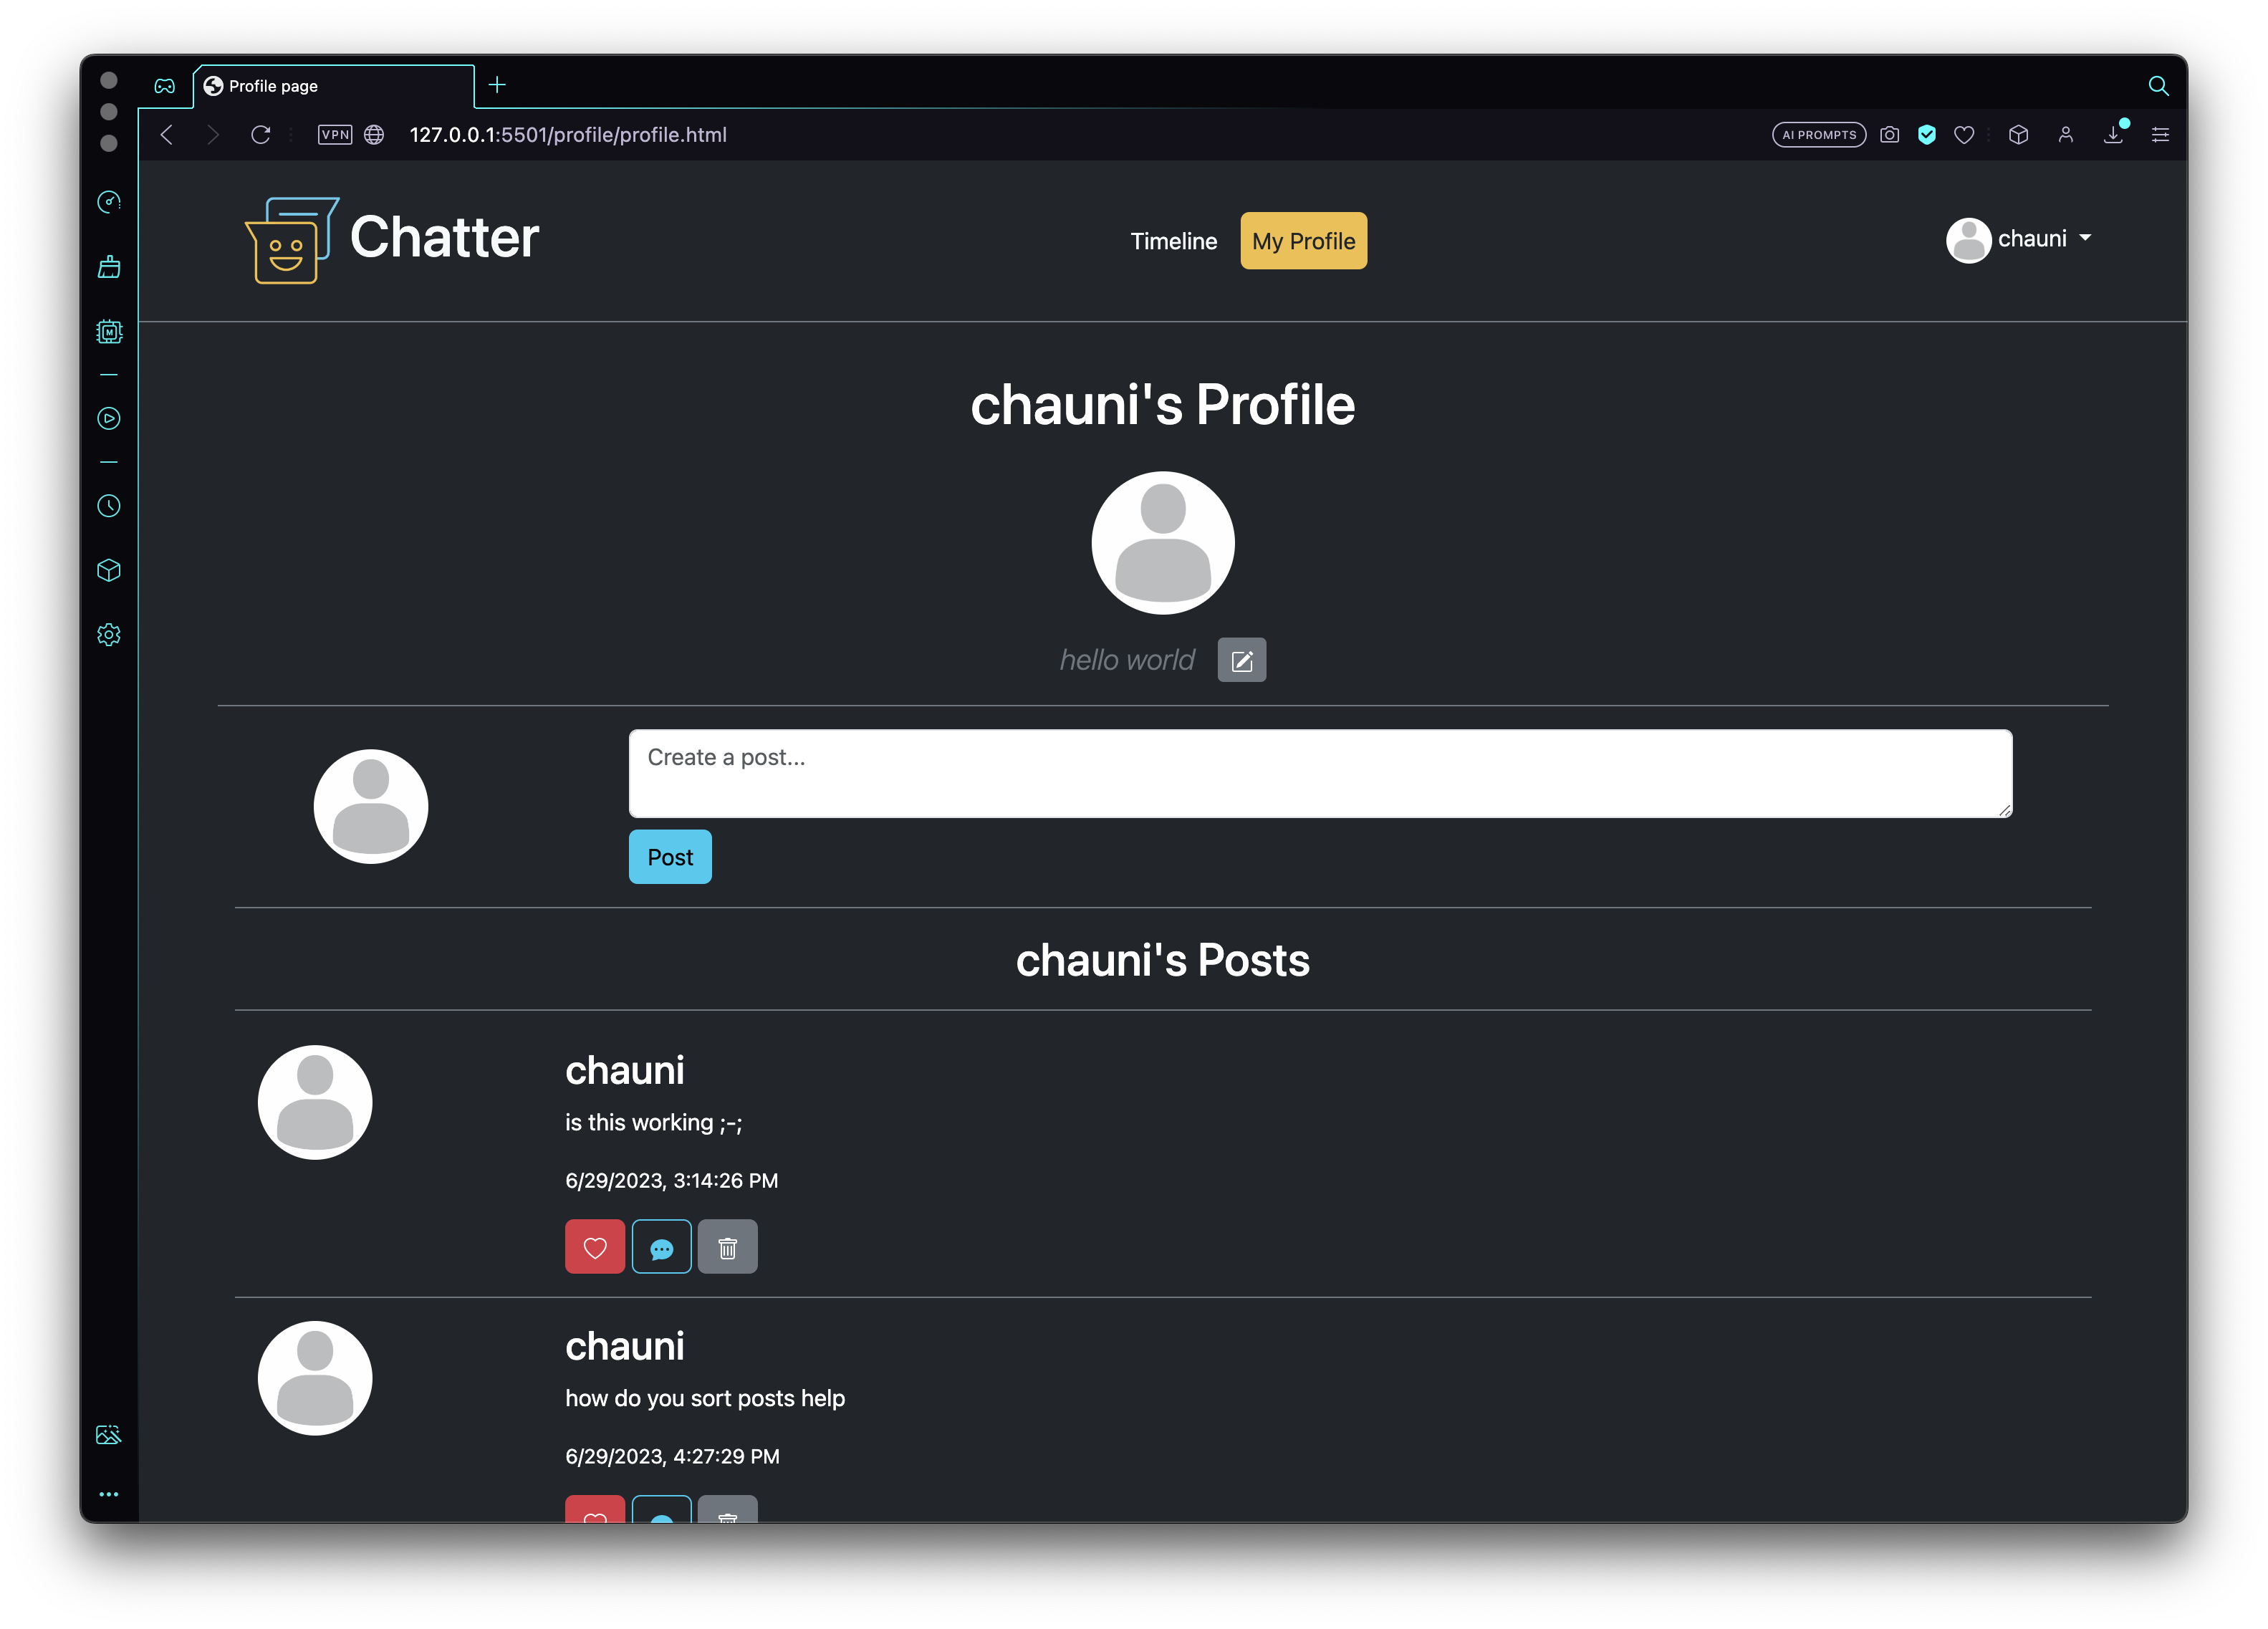 Profile page
VPN 127.0.0.1:5501/profile/profile.html AI PROMPTS
M
Chatter Timeline My Profile chauni
chauni's Profile
hello world
Create a post...
Post
chauni's Posts
chauni
is this working ;-;
6/29/2023, 3:14:26 PM
chauni
how do you sort posts help
6/29/2023, 4:27:29 PM